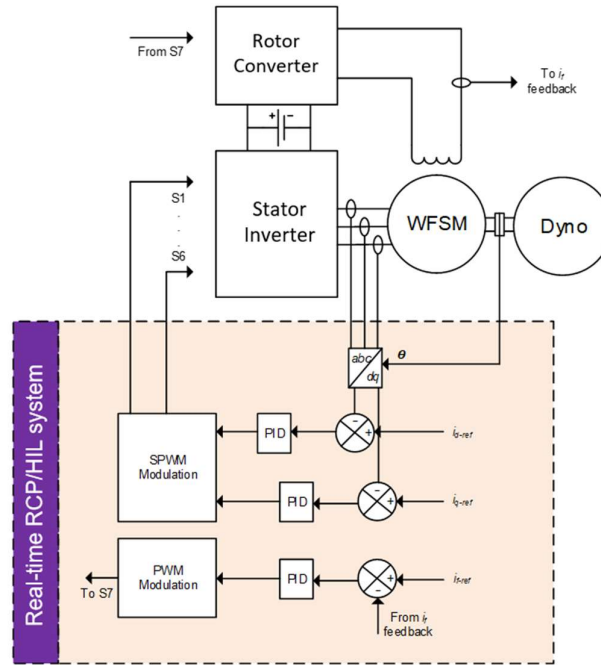 Rotor
Converter
From S7
To if
feedback
+ −
Stator
Inverter
S1
.
.
.
S6
WFSM
Dyno
abc
dq
θ
Real-time RCP/HIL system
SPWM
Modulation
PID
−
+
id-ref
PID
−
+
iq-ref
PWM
Modulation
PID
+
−
if-ref
To S7
From if
feedback